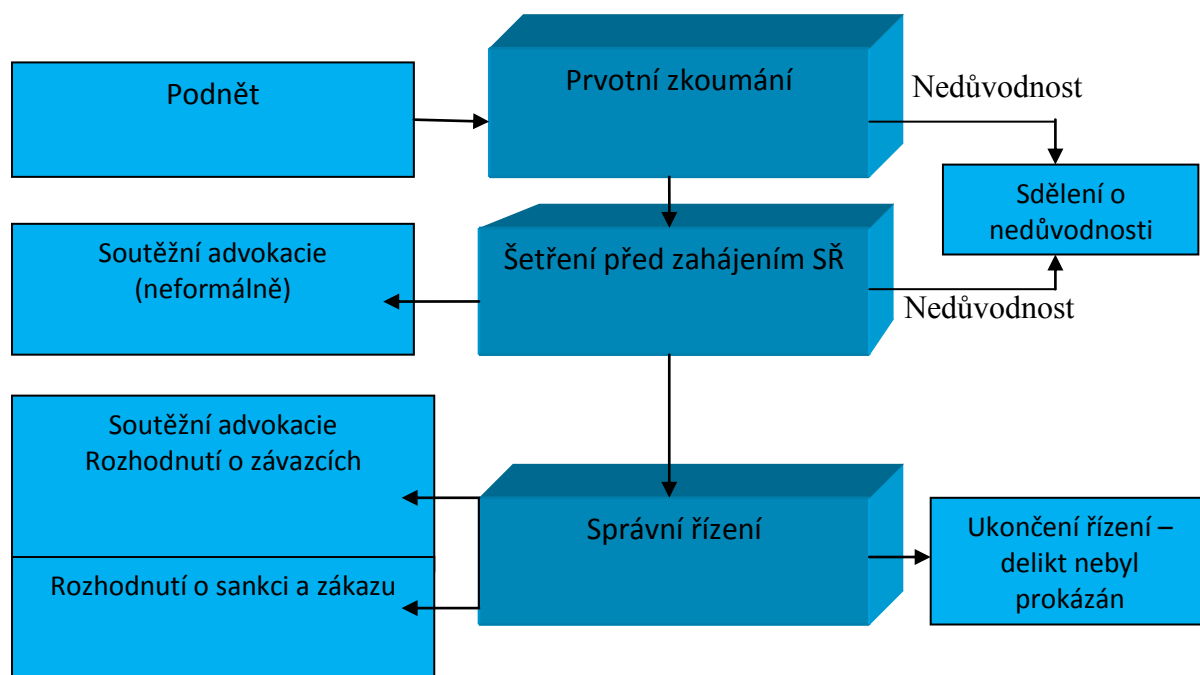 Podnět
Prvotní zkoumání
Nedůvodnost
Sdělení o
nedůvodnosti
Soutěžní advokacie
(neformálně)
Šetření před zahájením SŘ
Nedůvodnost
Soutěžní advokacie
Rozhodnutí o závazcích
Rozhodnutí o sankci a zákazu
Správní řízení
Ukončení řízení –
delikt nebyl
prokázán